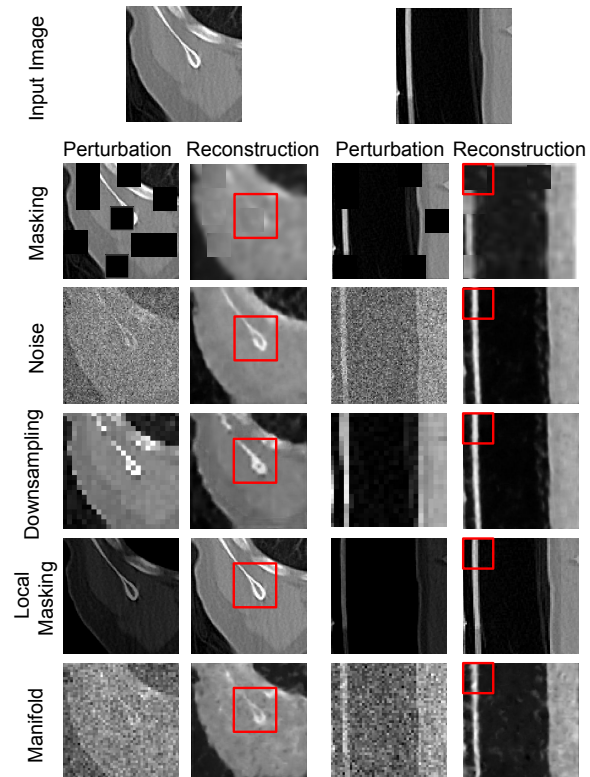 Input Image
Perturbation Reconstruction Perturbation Reconstruction
Masking
Noise
Downsampling
Local
Masking
Manifold